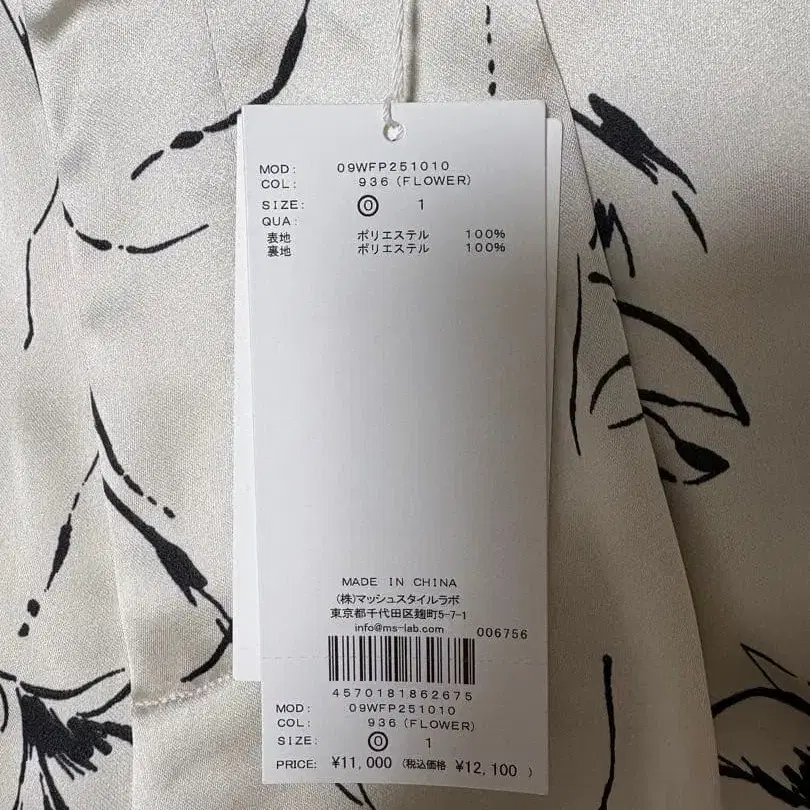 MOD: 09WFP251010
COL: 936 (FLOWER)
SIZE: 0 1
QUA:
表地 ポリエステル 100%
裏地 ポリエステル 100%
MADE IN CHINA
(株)マッシュスタイルラボ
東京都千代田区麹町5-7-1
info@ms-lab.com 006756
4570181862675
MOD: 09WFP251010
COL: 936 (FLOWER)
SIZE: 0 1
PRICE: ¥11,000 (税込価格 ¥12,100 )